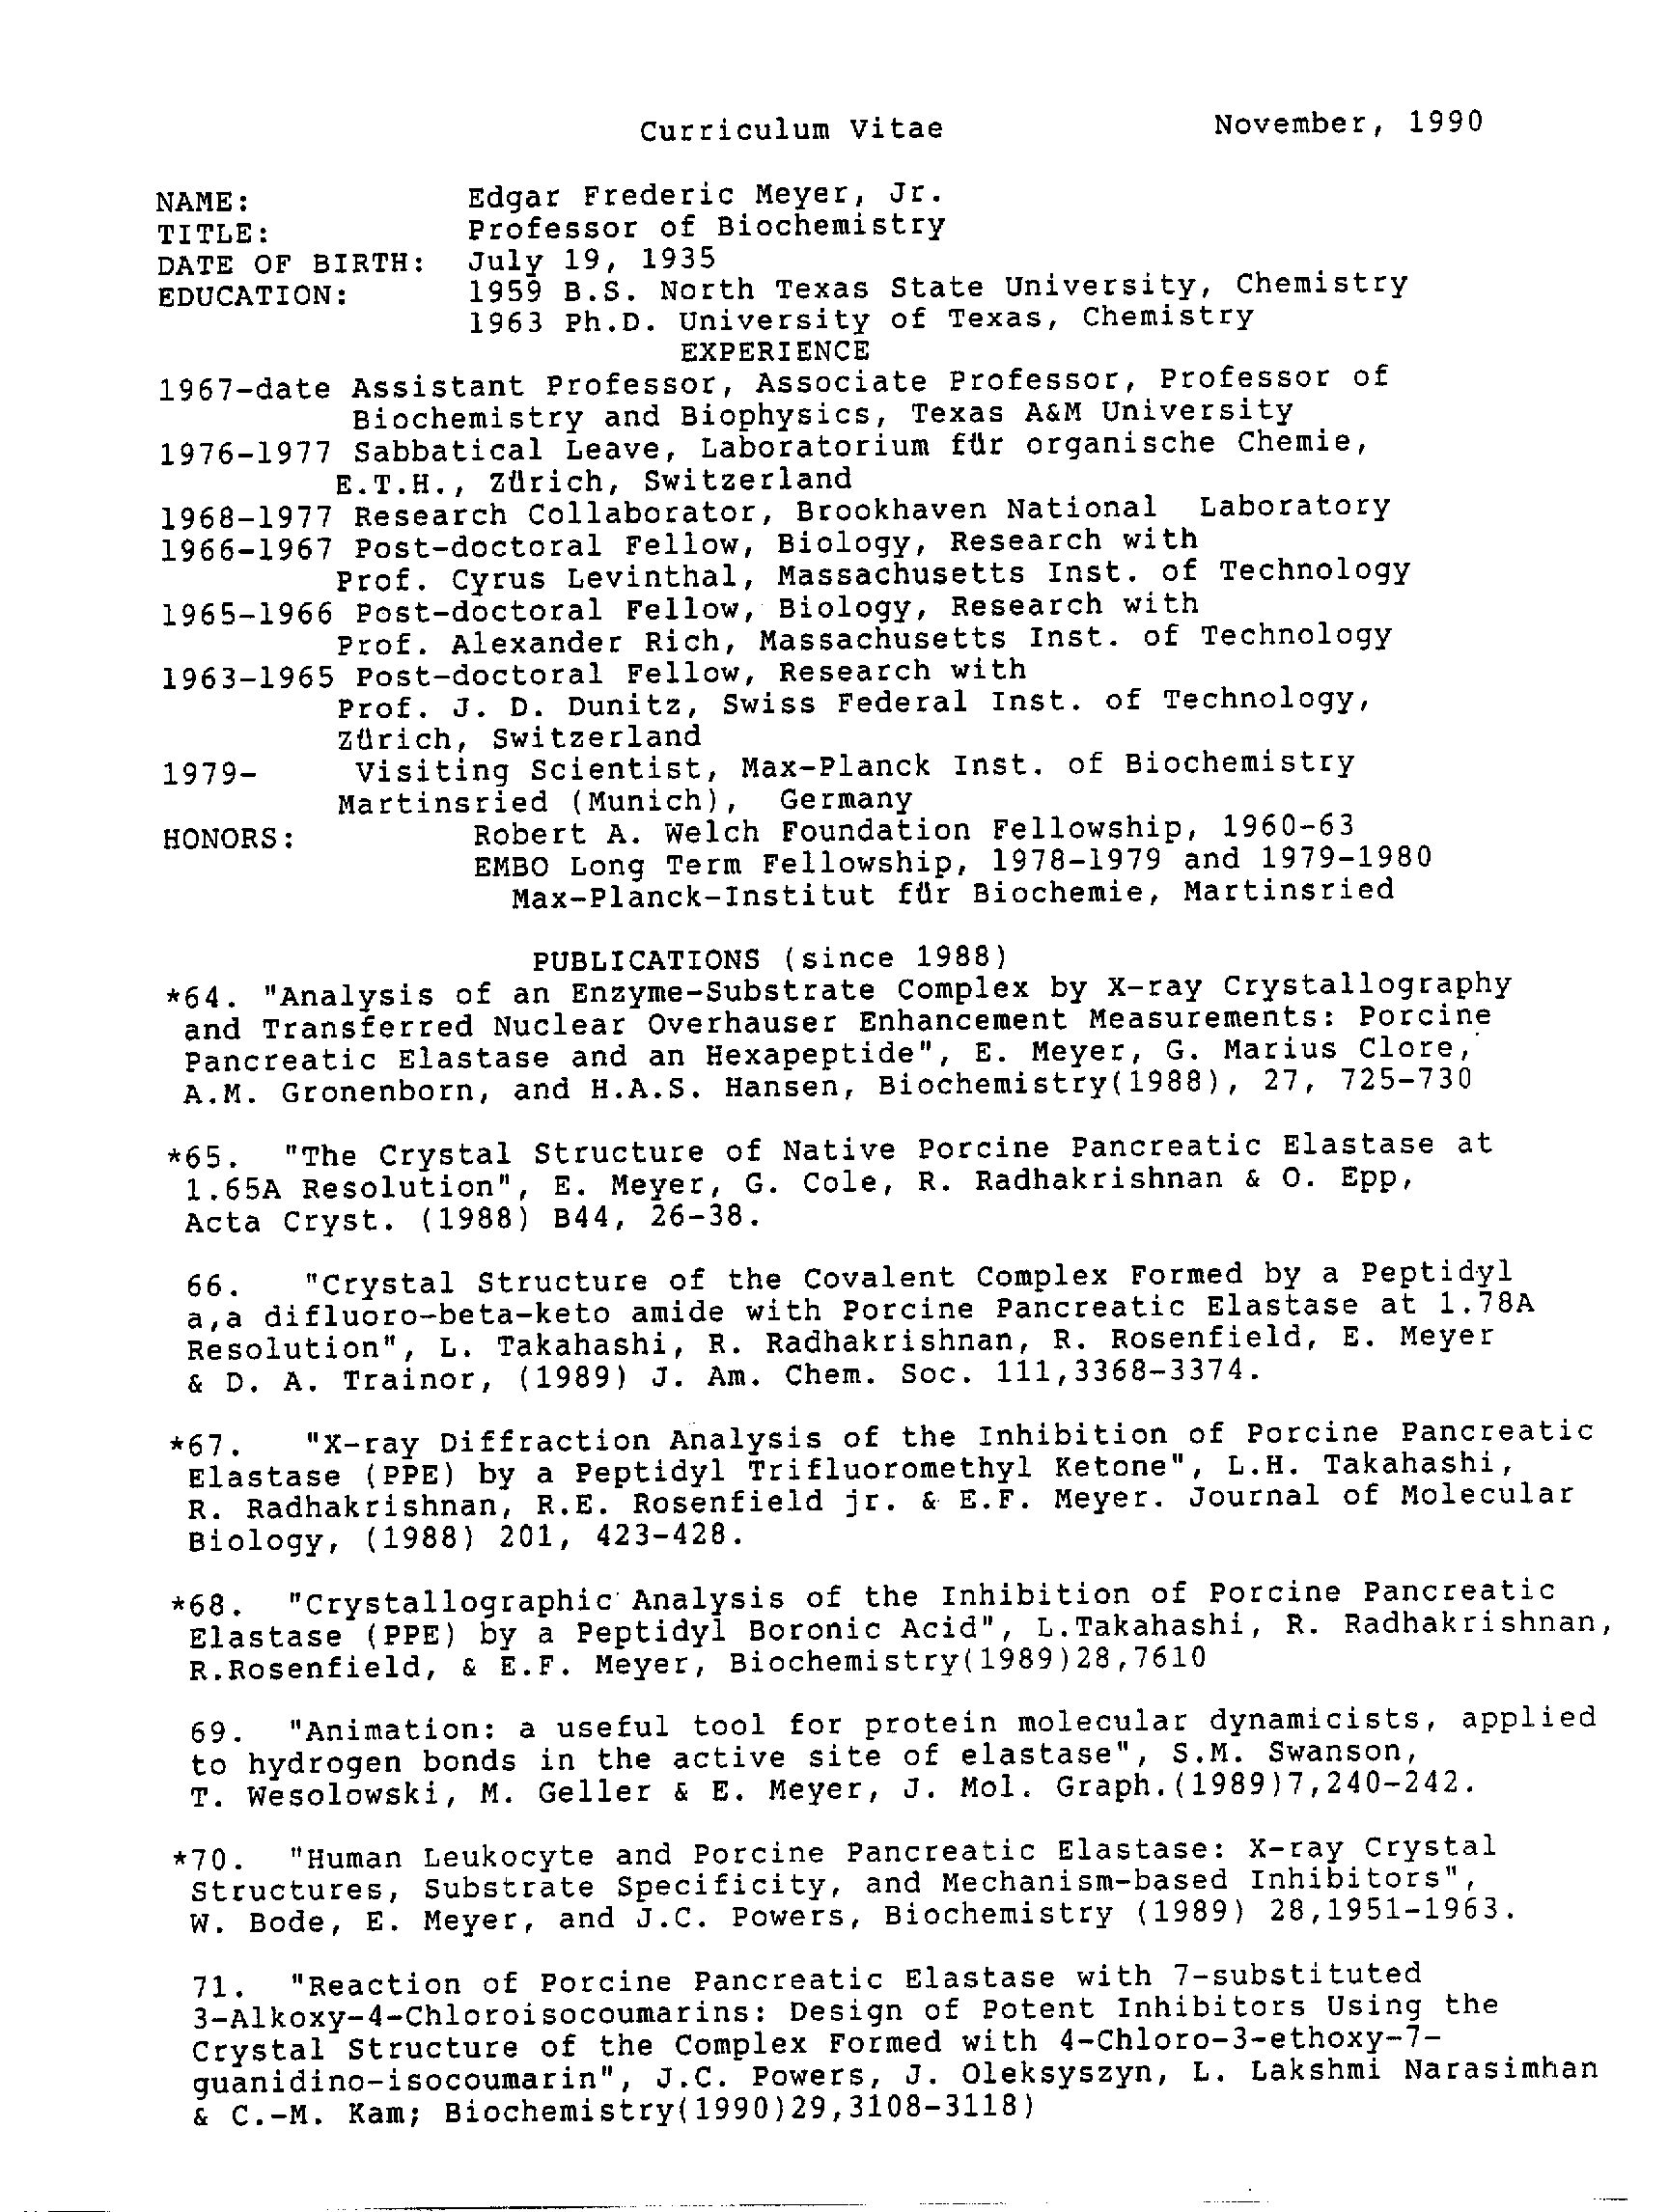 Curriculum Vitae November, 1990
NAME: Edgar Frederic Meyer, Jr.
TITLE: Professor of Biochemistry
DATE OF BIRTH: July 19, 1935
EDUCATION: 1959 B.S. North Texas State University, Chemistry
1963 Ph.D. University of Texas, Chemistry
EXPERIENCE
1967-date Assistant Professor, Associate Professor, Professor of
Biochemistry and Biophysics, Texas A&M University
1976-1977 Sabbatical Leave, Laboratorium für organische Chemie,
E.T.H., Zürich, Switzerland
1968-1977 Research Collaborator, Brookhaven National Laboratory
1966-1967 Post-doctoral Fellow, Biology, Research with
Prof. Cyrus Levinthal, Massachusetts Inst. of Technology
1965-1966 Post-doctoral Fellow, Biology, Research with
Prof. Alexander Rich, Massachusetts Inst. of Technology
1963-1965 Post-doctoral Fellow, Research with
Prof. J. D. Dunitz, Swiss Federal Inst. of Technology,
Zürich, Switzerland
1979- Visiting Scientist, Max-Planck Inst. of Biochemistry
Martinsried (Munich), Germany
HONORS: Robert A. Welch Foundation Fellowship, 1960-63
EMBO Long Term Fellowship, 1978-1979 and 1979-1980
Max-Planck-Institut für Biochemie, Martinsried
PUBLICATIONS (since 1988)
*64. "Analysis of an Enzyme-Substrate Complex by X-ray Crystallography
and Transferred Nuclear Overhauser Enhancement Measurements: Porcine
Pancreatic Elastase and an Hexapeptide", E. Meyer, G. Marius Clore,
A.M. Gronenborn, and H.A.S. Hansen, Biochemistry(1988), 27, 725-730
*65. "The Crystal Structure of Native Porcine Pancreatic Elastase at
1.65A Resolution", E. Meyer, G. Cole, R. Radhakrishnan & O. Epp,
Acta Cryst. (1988) B44, 26-38.
66. "Crystal Structure of the Covalent Complex Formed by a Peptidyl
a,a difluoro-beta-keto amide with Porcine Pancreatic Elastase at 1.78A
Resolution", L. Takahashi, R. Radhakrishnan, R. Rosenfield, E. Meyer
& D. A. Trainor, (1989) J. Am. Chem. Soc. 111,3368-3374.
*67. "X-ray Diffraction Analysis of the Inhibition of Porcine Pancreatic
Elastase (PPE) by a Peptidyl Trifluoromethyl Ketone", L.H. Takahashi,
R. Radhakrishnan, R.E. Rosenfield jr. & E.F. Meyer. Journal of Molecular
Biology, (1988) 201, 423-428.
*68. "Crystallographic Analysis of the Inhibition of Porcine Pancreatic
Elastase (PPE) by a Peptidyl Boronic Acid", L.Takahashi, R. Radhakrishnan,
R.Rosenfield, & E.F. Meyer, Biochemistry(1989)28,7610
69. "Animation: a useful tool for protein molecular dynamicists, applied
to hydrogen bonds in the active site of elastase", S.M. Swanson,
T. Wesolowski, M. Geller & E. Meyer, J. Mol. Graph.(1989)7,240-242.
*70. "Human Leukocyte and Porcine Pancreatic Elastase: X-ray Crystal
Structures, Substrate Specificity, and Mechanism-based Inhibitors",
W. Bode, E. Meyer, and J.C. Powers, Biochemistry (1989) 28,1951-1963.
71. "Reaction of Porcine Pancreatic Elastase with 7-substituted
3-Alkoxy-4-Chloroisocoumarins: Design of Potent Inhibitors Using the
Crystal Structure of the Complex Formed with 4-Chloro-3-ethoxy-7-
guanidino-isocoumarin", J.C. Powers, J. Oleksyszyn, L. Lakshmi Narasimhan
& C.-M. Kam; Biochemistry(1990)29,3108-3118)